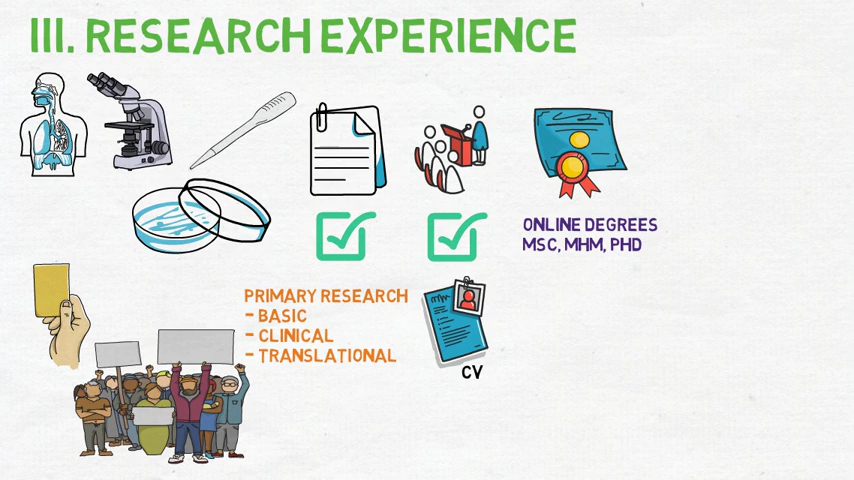 III. RESEARCH EXPERIENCE
ONLINE DEGREES
MSC, MHM, PHD
PRIMARY RESEARCH
- BASIC
- CLINICAL
- TRANSLATIONAL
CV